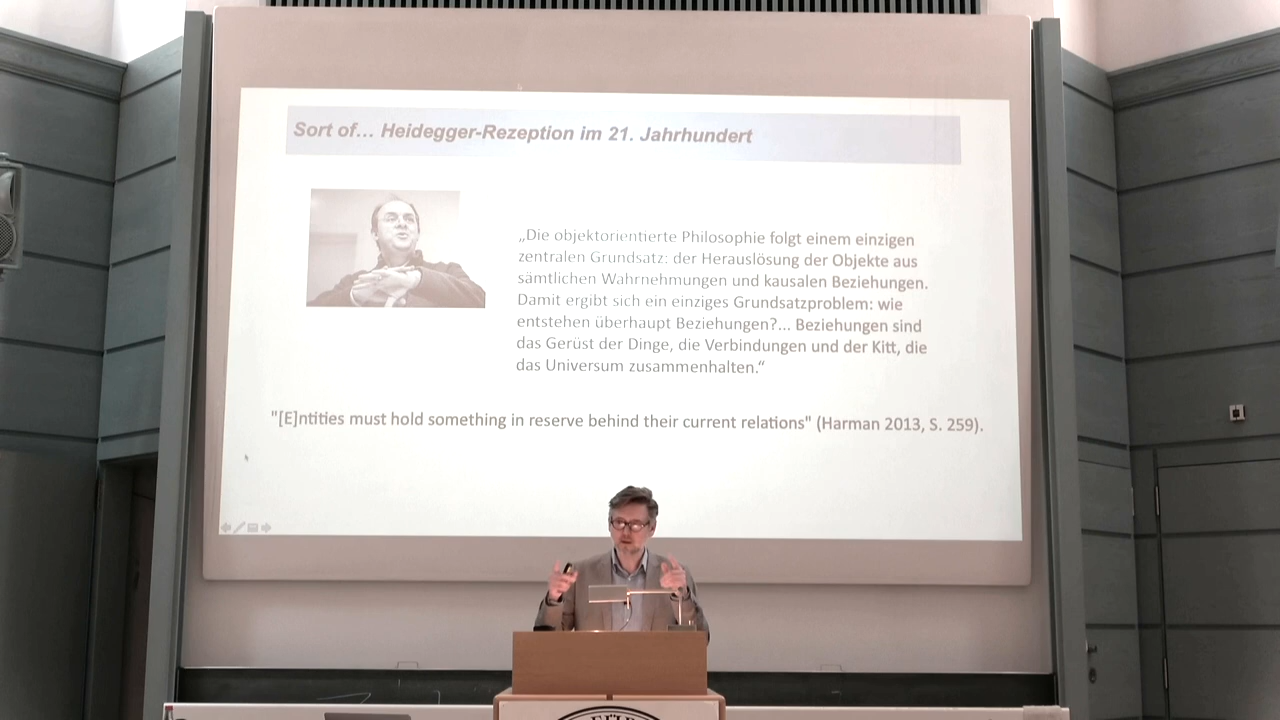 Sort of... Heidegger-Rezeption im 21. Jahrhundert
„Die objektorientierte Philosophie folgt einem einzigen
zentralen Grundsatz: der Herauslösung der Objekte aus
sämtlichen Wahrnehmungen und kausalen Beziehungen.
Damit ergibt sich ein einziges Grundsatzproblem: wie
entstehen überhaupt Beziehungen?... Beziehungen sind
das Gerüst der Dinge, die Verbindungen und der Kitt, die
das Universum zusammenhalten.“
"[E]ntities must hold something in reserve behind their current relations" (Harman 2013, S. 259).